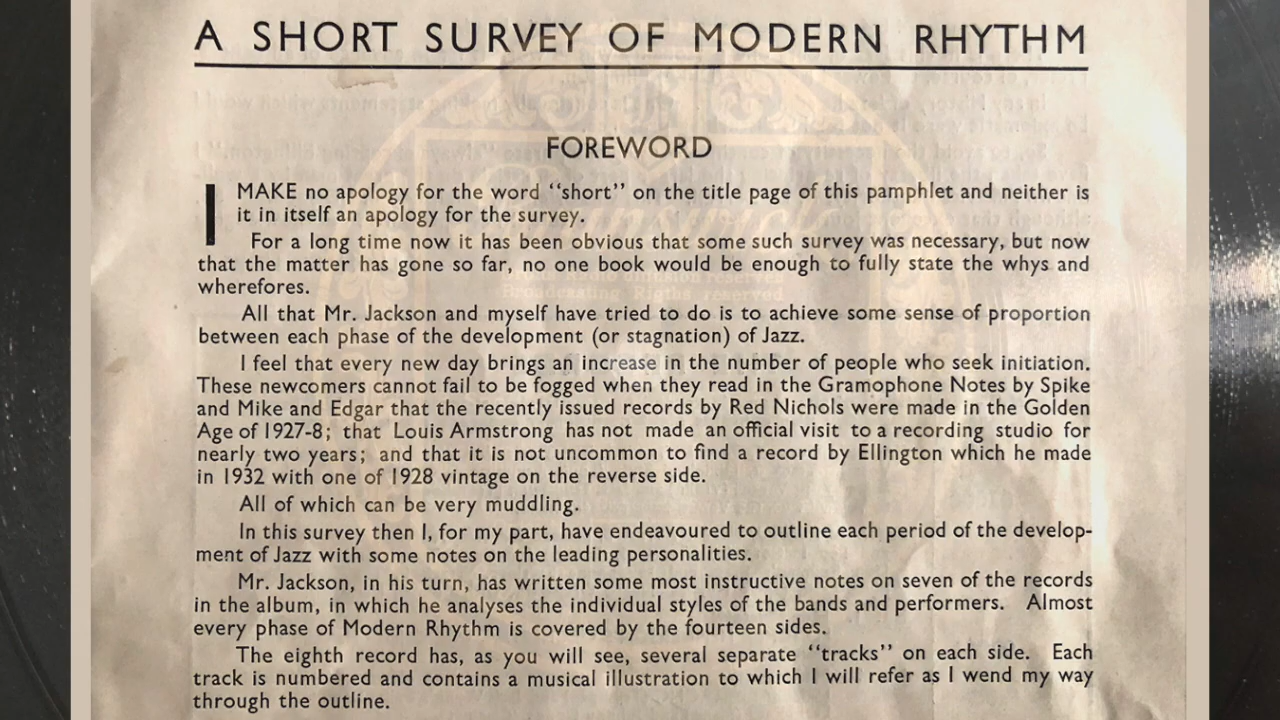 A SHORT SURVEY OF MODERN RHYTHM
FOREWORD
I MAKE no apology for the word "short" on the title page of this pamphlet and neither is
it in itself an apology for the survey.
For a long time now it has been obvious that some such survey was necessary, but now
that the matter has gone so far, no one book would be enough to fully state the whys and
wherefores.
All that Mr. Jackson and myself have tried to do is to achieve some sense of proportion
between each phase of the development (or stagnation) of Jazz.
I feel that every new day brings an increase in the number of people who seek initiation.
These newcomers cannot fail to be fogged when they read in the Gramophone Notes by Spike
and Mike and Edgar that the recently issued records by Red Nichols were made in the Golden
Age of 1927-8; that Louis Armstrong has not made an official visit to a recording studio for
nearly two years; and that it is not uncommon to find a record by Ellington which he made
in 1932 with one of 1928 vintage on the reverse side.
All of which can be very muddling.
In this survey then I, for my part, have endeavoured to outline each period of the develop-
ment of Jazz with some notes on the leading personalities.
Mr. Jackson, in his turn, has written some most instructive notes on seven of the records
in the album, in which he analyses the individual styles of the bands and performers. Almost
every phase of Modern Rhythm is covered by the fourteen sides.
The eighth record has, as you will see, several separate "tracks" on each side. Each
track is numbered and contains a musical illustration to which I will refer as I wend my way
through the outline.